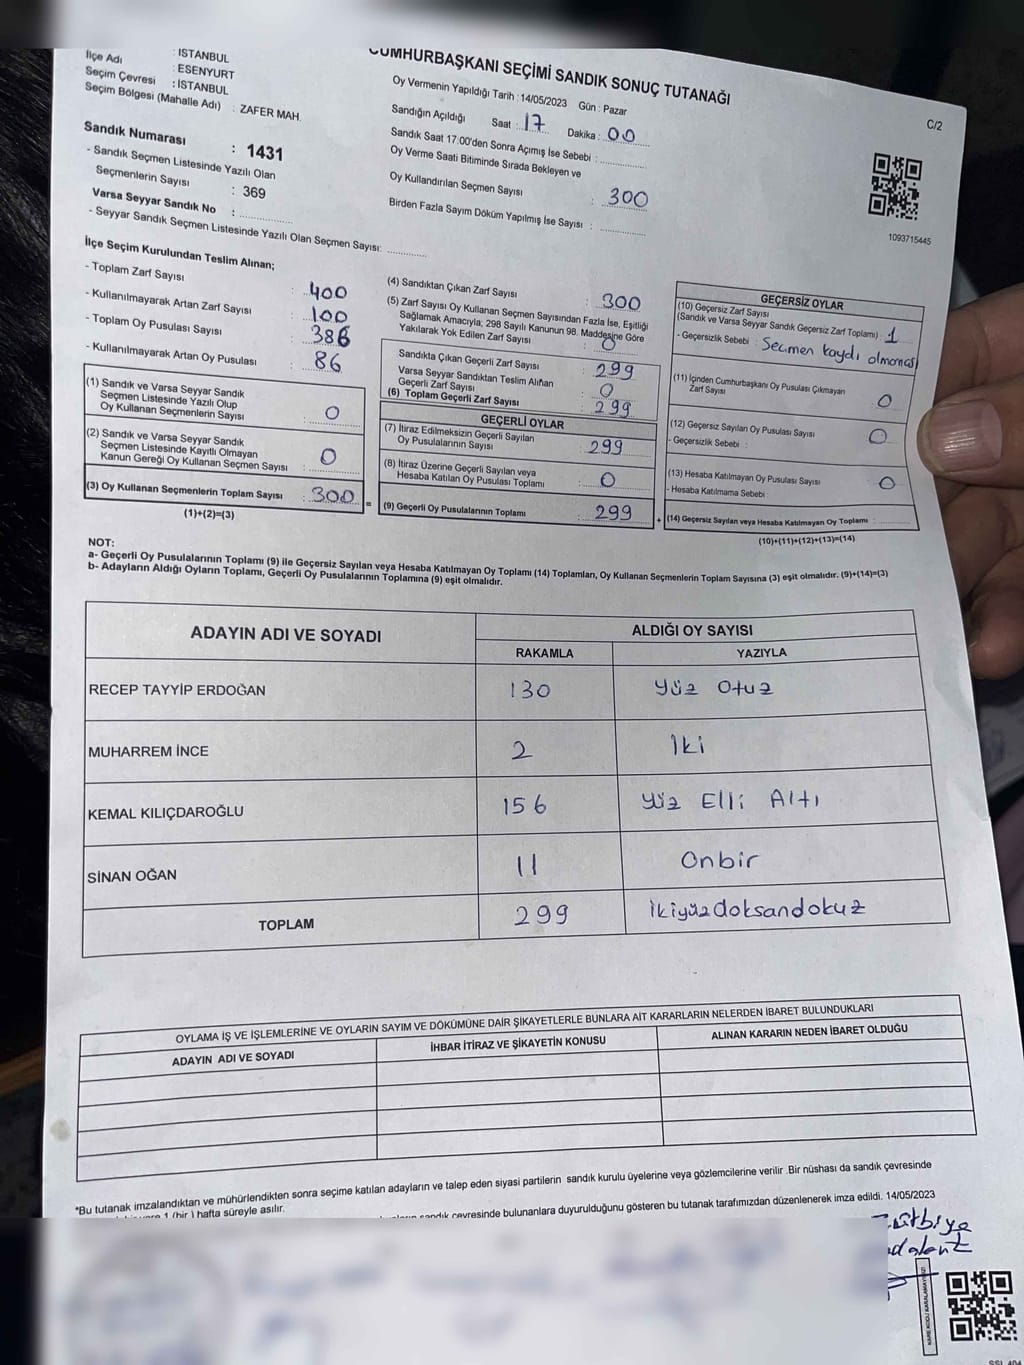 CUMHURBAŞKANI SEÇİMİ SANDIK SONUÇ TUTANAĞI
C/2
: İSTANBUL
İlçe Adı : ESENYURT
Seçim Çevresi : İSTANBUL
Seçim Bölgesi (Mahalle Adı) : ZAFER MAH.
Sandık Numarası : 1431
- Sandık Seçmen Listesinde Yazılı Olan
Seçmenlerin Sayısı : 369
Varsa Seyyar Sandık No :
- Seyyar Sandık Seçmen Listesinde Yazılı Olan Seçmen Sayısı:
Oy Vermenin Yapıldığı Tarih : 14/05/2023 Gün : Pazar
Sandığın Açıldığı Saat : 17 Dakika : 00
Sandık Saat 17:00'den Sonra Açımış İse Sebebi :
Oy Verme Saati Bitiminde Sırada Bekleyen ve
Oy Kullandırılan Seçmen Sayısı : 300
Birden Fazla Sayım Döküm Yapılmış İse Sayısı :
1093715445
İlçe Seçim Kurulundan Teslim Alınan;
- Toplam Zarf Sayısı : 400
- Kullanılmayarak Artan Zarf Sayısı : 100
- Toplam Oy Pusulası Sayısı : 386
- Kullanılmayarak Artan Oy Pusulası : 86
(1) Sandık ve Varsa Seyyar Sandık
Seçmen Listesinde Yazılı Olup
Oy Kullanan Seçmenlerin Sayısı : 0
(2) Sandık ve Varsa Seyyar Sandık
Seçmen Listesinde Kayıtlı Olmayan
Kanun Gereği Oy Kullanan Seçmen Sayısı : 0
(3) Oy Kullanan Seçmenlerin Toplam Sayısı : 300 =
(1)+(2)=(3)
(4) Sandıktan Çıkan Zarf Sayısı : 300
(5) Zarf Sayısı Oy Kullanan Seçmen Sayısından Fazla İse, Eşitliği
Sağlamak Amacıyla, 298 Sayılı Kanunun 98. Maddesine Göre
Yakılarak Yok Edilen Zarf Sayısı : 0
Sandıkta Çıkan Geçerli Zarf Sayısı : 299
Varsa Seyyar Sandıktan Teslim Alınan
Geçerli Zarf Sayısı : 0
(6) Toplam Geçerli Zarf Sayısı : 299
GEÇERLİ OYLAR
(7) İtiraz Edilmeksizin Geçerli Sayılan
Oy Pusulalarının Sayısı : 299
(8) İtiraz Üzerine Geçerli Sayılan veya
Hesaba Katılan Oy Pusulası Toplamı : 0
(9) Geçerli Oy Pusulalarının Toplamı : 299 +
GEÇERSİZ OYLAR
(10) Geçersiz Zarf Sayısı
(Sandık ve Varsa Seyyar Sandık Geçersiz Zarf Toplamı) : 1
- Geçersizlik Sebebi : Secmen kaydı olmaması
(11) İçinden Cumhurbaşkanı Oy Pusulası Çıkmayan
Zarf Sayısı : 0
(12) Geçersiz Sayılan Oy Pusulası Sayısı : 0
- Geçersizlik Sebebi :
(13) Hesaba Katılmayan Oy Pusulası Sayısı : 0
- Hesaba Katılmama Sebebi :
(14) Geçersiz Sayılan veya Hesaba Katılmayan Oy Toplamı :
(10)+(11)+(12)+(13)=(14)
NOT:
a- Geçerli Oy Pusulalarının Toplamı (9) ile Geçersiz Sayılan veya Hesaba Katılmayan Oy Toplamı (14) Toplamları, Oy Kullanan Seçmenlerin Toplam Sayısına (3) eşit olmalıdır. (9)+(14)=(3)
b- Adayların Aldığı Oyların Toplamı, Geçerli Oy Pusulalarının Toplamına (9) eşit olmalıdır.
ADAYIN ADI VE SOYADI ALDIĞI OY SAYISI
RAKAMLA YAZIYLA
RECEP TAYYİP ERDOĞAN 130 Yüz Otuz
MUHARREM İNCE 2 İki
KEMAL KILIÇDAROĞLU 156 Yüz Elli Altı
SİNAN OĞAN 11 Onbir
TOPLAM 299 ikiyüzdoksandokuz
OYLAMA İŞ VE İŞLEMLERİNE VE OYLARIN SAYIM VE DÖKÜMÜNE DAİR ŞİKAYETLERLE BUNLARA AİT KARARLARIN NELERDEN İBARET BULUNDUKLARI
ADAYIN ADI VE SOYADI İHBAR İTİRAZ VE ŞİKAYETİN KONUSU ALINAN KARARIN NEDEN İBARET OLDUĞU
*Bu tutanak imzalandıktan ve mühürlendikten sonra seçime katılan adayların ve talep eden siyasi partilerin sandık kurulu üyelerine veya gözlemcilerine verilir .Bir nüshası da sandık çevresinde
1 (bir ) hafta süreyle asılır.
sandık çevresinde bulunanlara duyurulduğunu gösteren bu tutanak tarafımızdan düzenlenerek imza edildi. 14/05/2023